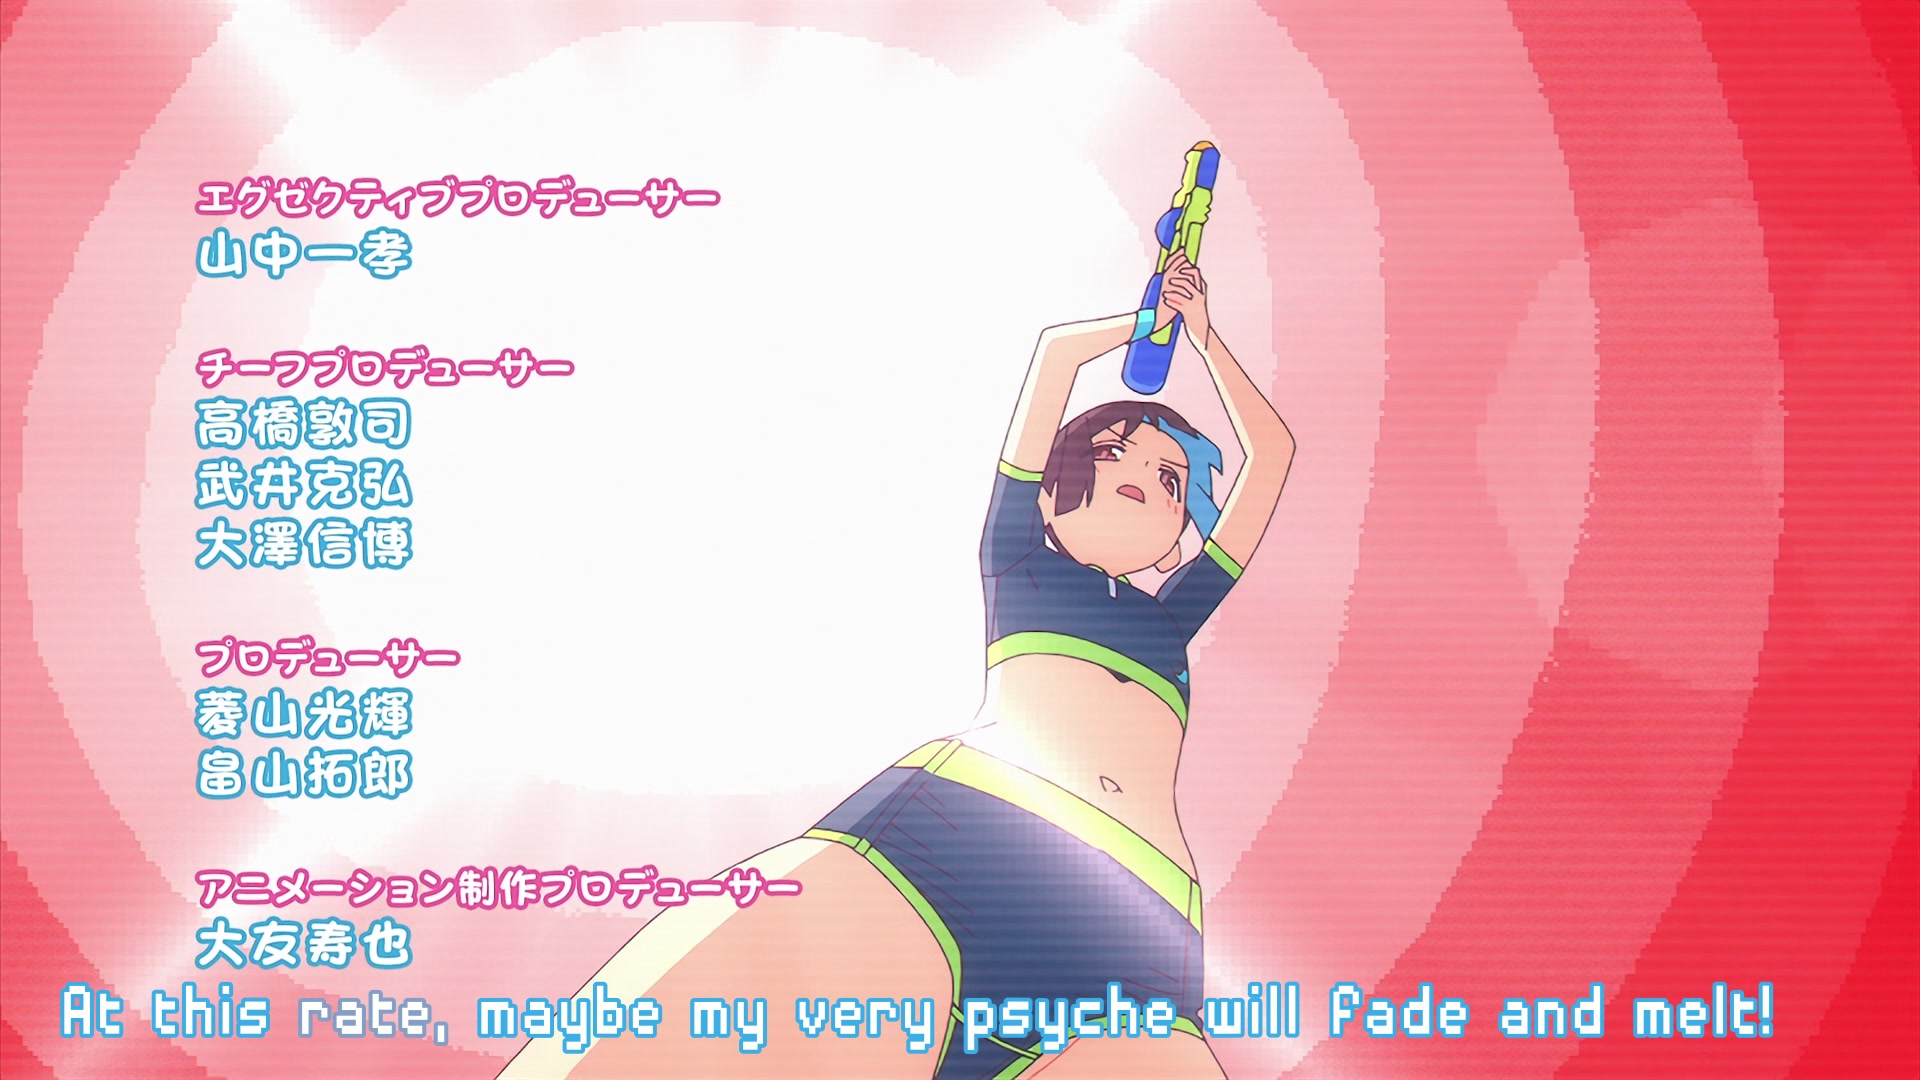 エグゼクティブプロデューサー
山中一孝
チーフプロデューサー
高橋敦司
武井克弘
大澤信博
プロデューサー
菱山光輝
畠山拓郎
アニメーション制作プロデューサー
大友寿也
At this rate, maybe my very psyche will fade and melt!